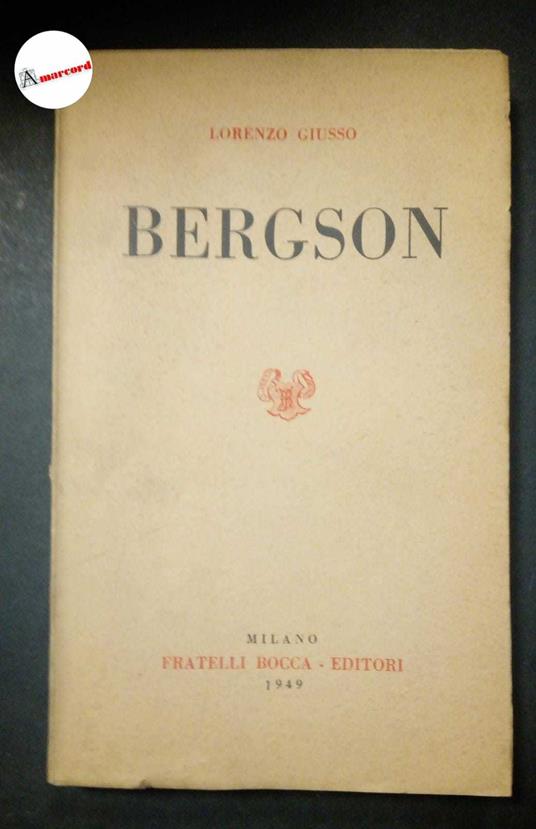 Amarcord
LORENZO GIUSSO
BERGSON
MILANO
FRATELLI BOCCA - EDITORI
1949